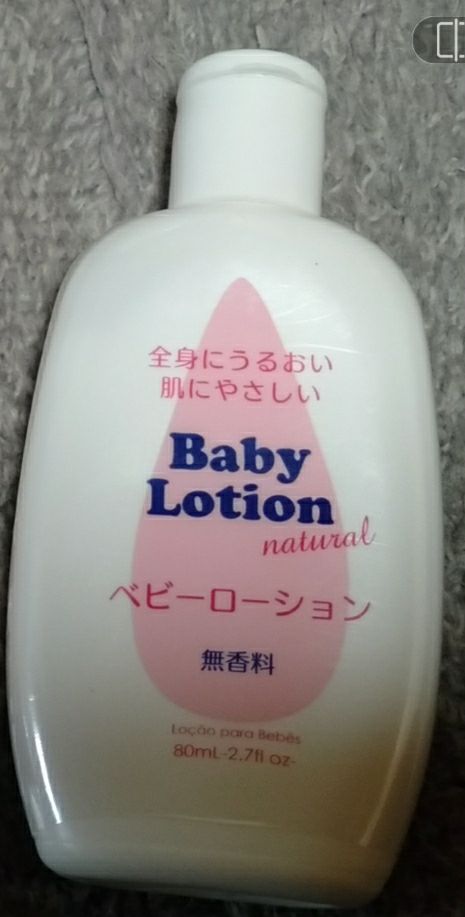 全身にうるおい
肌にやさしい
Baby
Lotion
natural
ベビーローション
無香料
Loção para Bebês
80mL-2.7fl oz-